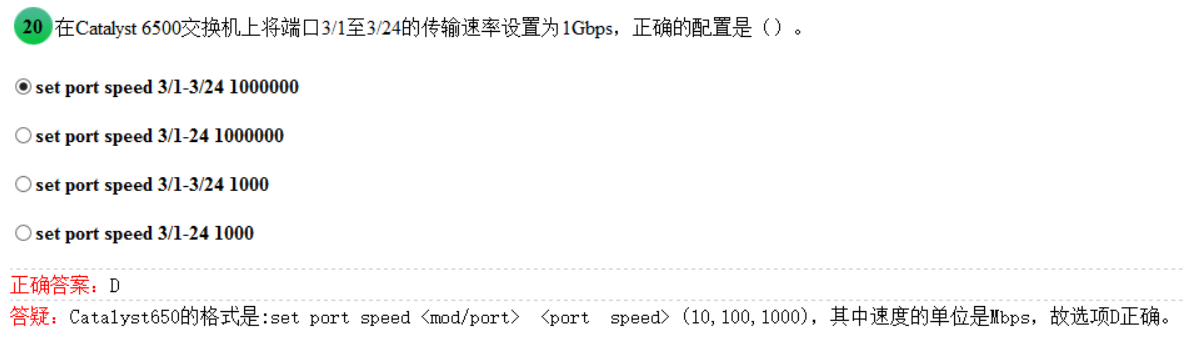 20 在Catalyst 6500交换机上将端口3/1至3/24的传输速率设置为1Gbps，正确的配置是（）。
set port speed 3/1-3/24 1000000
set port speed 3/1-24 1000000
set port speed 3/1-3/24 1000
set port speed 3/1-24 1000
正确答案：D
答疑：Catalyst650的格式是:set port speed <mod/port> <port speed> (10,100,1000)，其中速度的单位是Mbps，故选项D正确。